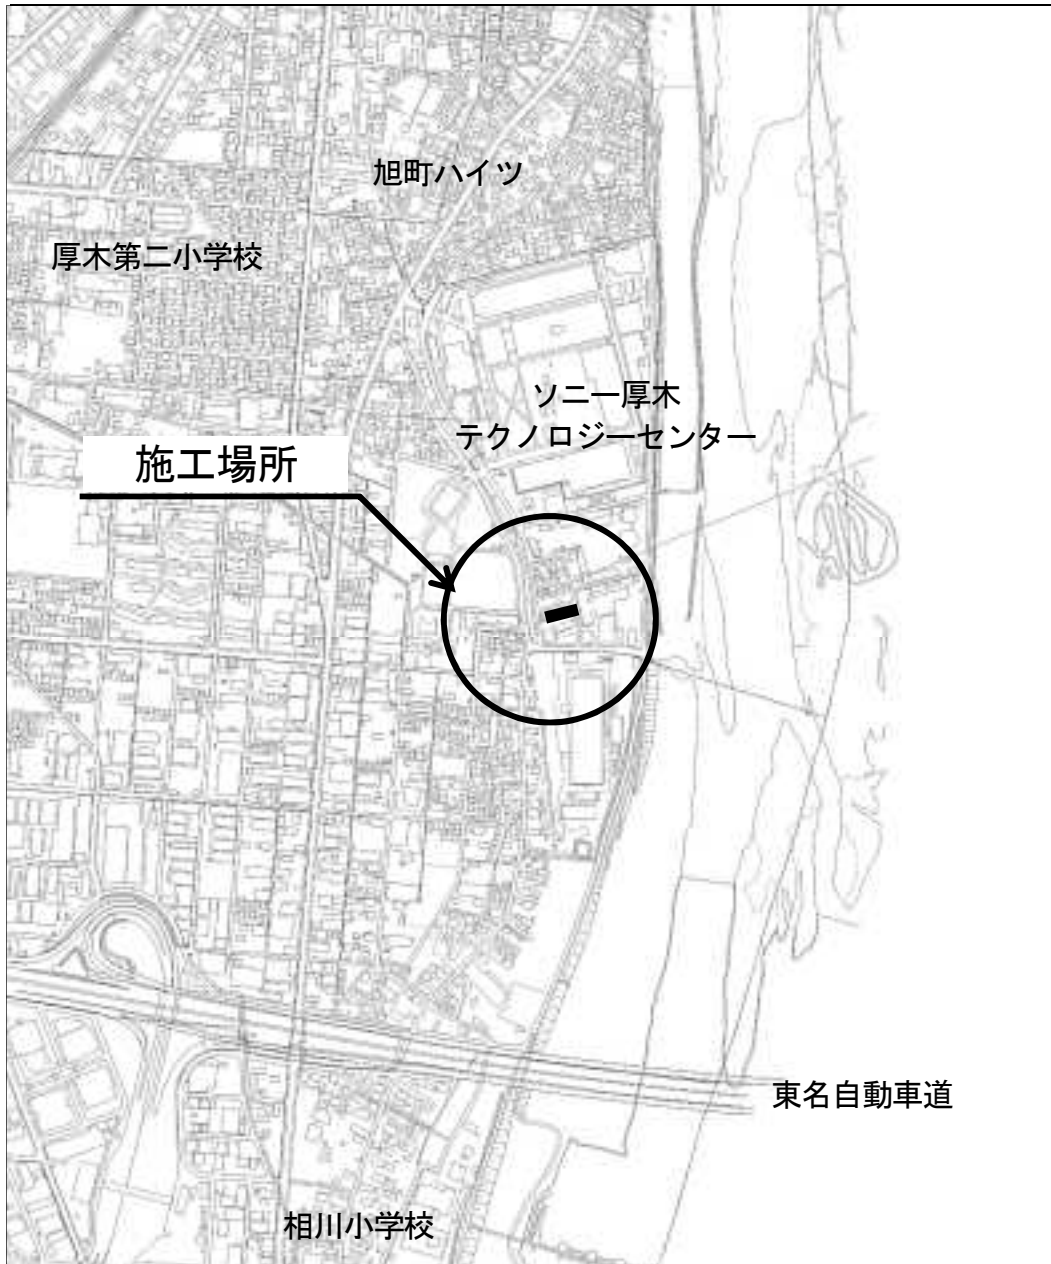 旭町ハイツ
厚木第二小学校
ソニー厚木
テクノロジーセンター
施工場所
東名自動車道
相川小学校